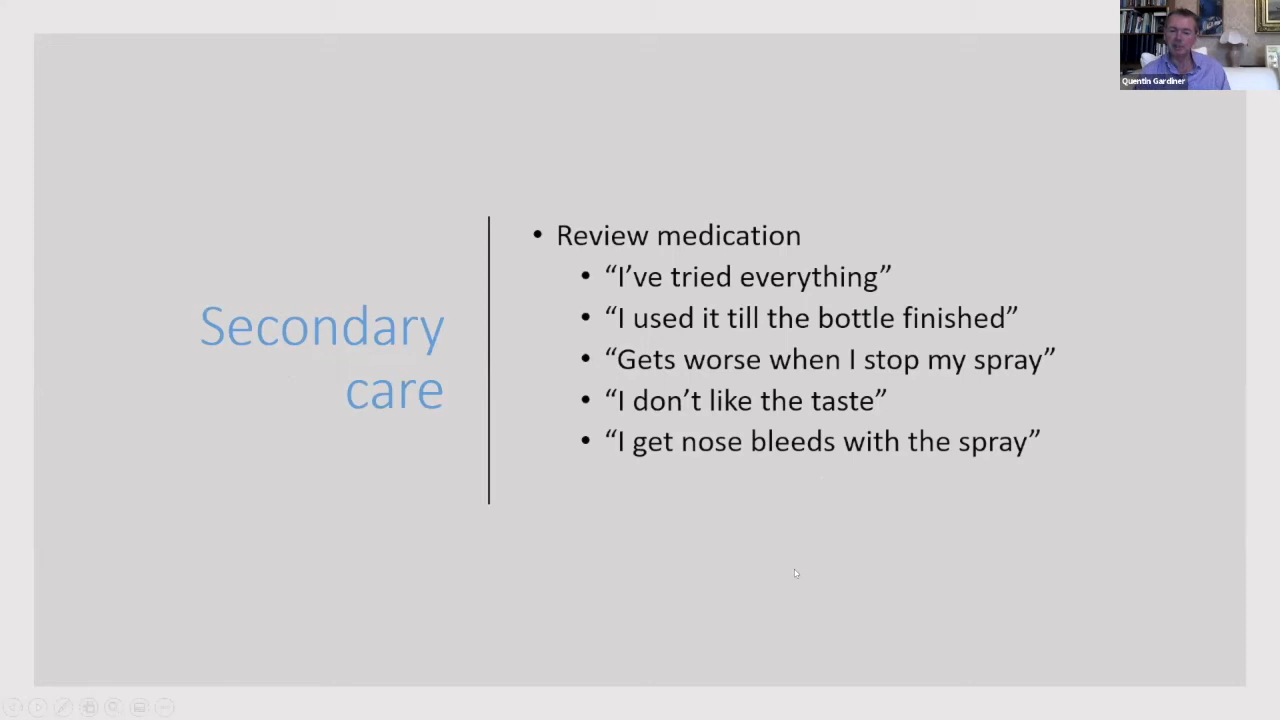 Quentin Gardiner
Secondary
care
• Review medication
• “I’ve tried everything”
• “I used it till the bottle finished”
• “Gets worse when I stop my spray”
• “I don’t like the taste”
• “I get nose bleeds with the spray”